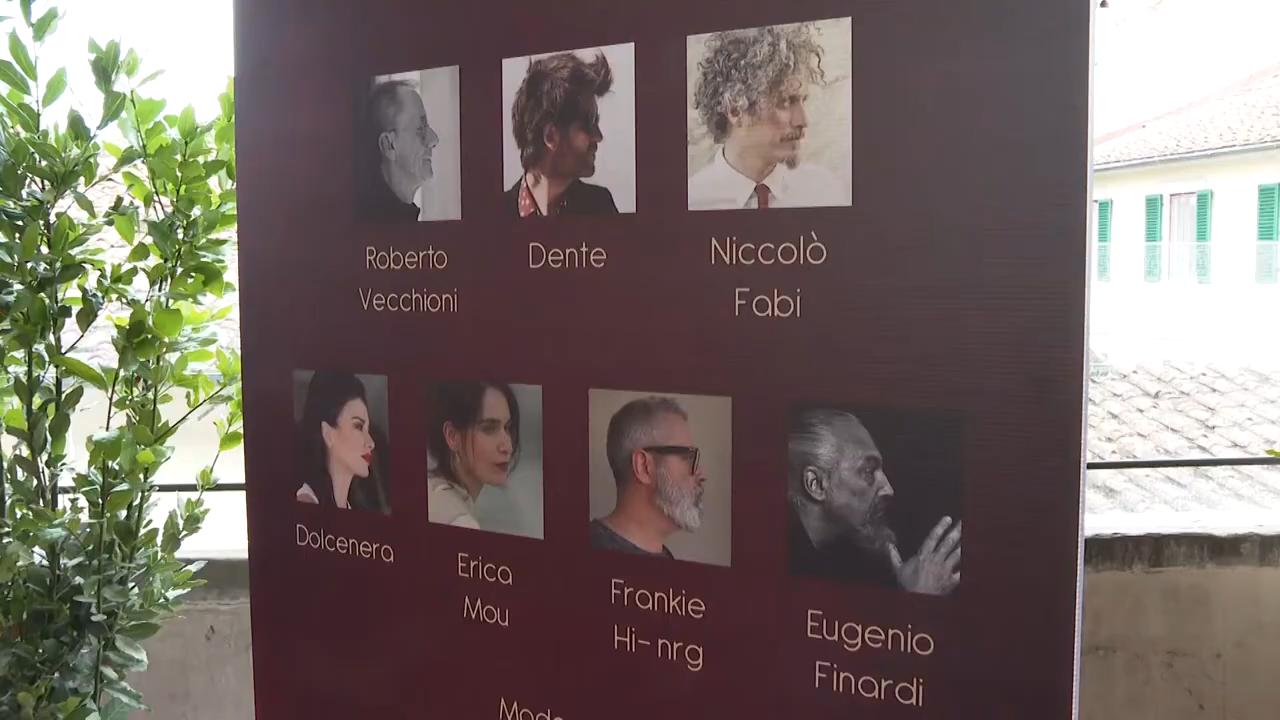 Roberto
Vecchioni
Dente
Niccolò
Fabi
Dolcenera
Erica
Mou
Frankie
Hi-nrg
Eugenio
Finardi